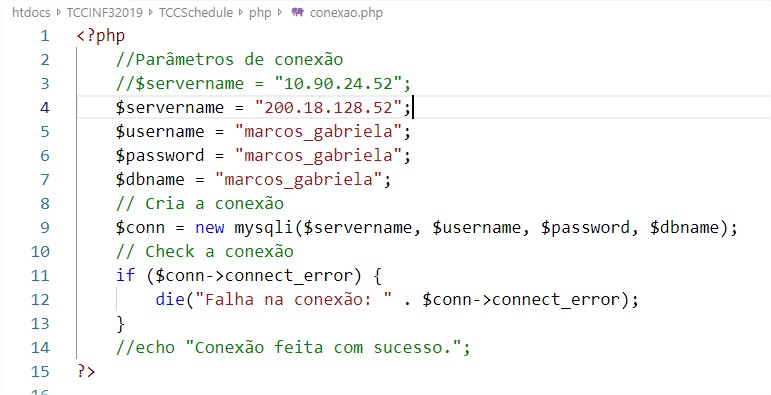 htdocs > TCCINF32019 > TCCSchedule > php > conexao.php
1 <?php
2 //Parâmetros de conexão
3 //$servername = "10.90.24.52";
4 $servername = "200.18.128.52";
5 $username = "marcos_gabriela";
6 $password = "marcos_gabriela";
7 $dbname = "marcos_gabriela";
8 // Cria a conexão
9 $conn = new mysqli($servername, $username, $password, $dbname);
10 // Check a conexão
11 if ($conn->connect_error) {
12 die("Falha na conexão: " . $conn->connect_error);
13 }
14 //echo "Conexão feita com sucesso.";
15 ?>
16